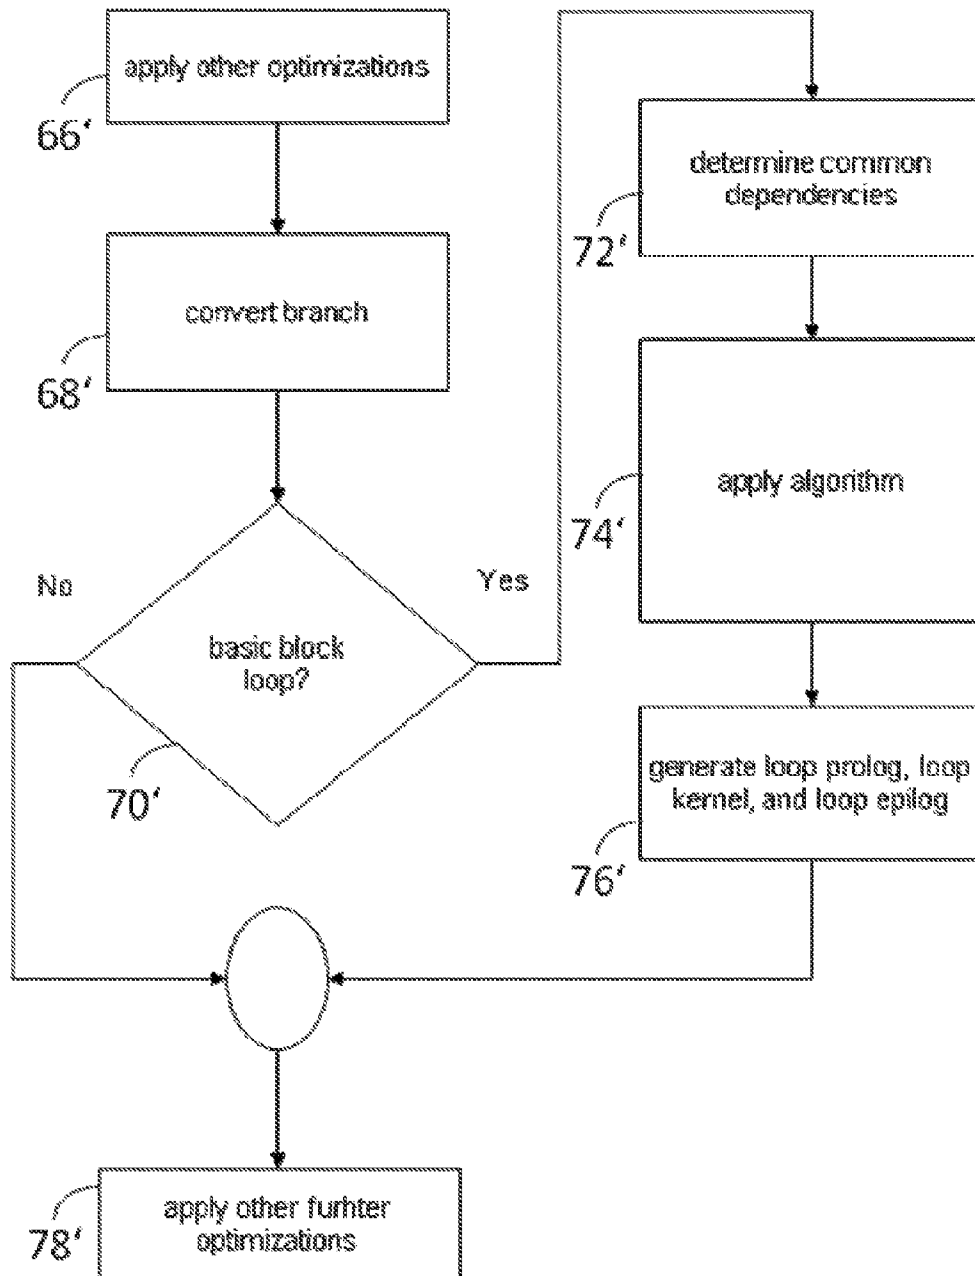 apply other optimizations
66‘
convert branch
68‘
No
Yes
basic block
loop?
70‘
determine common
dependencies
72‘
apply algorithm
74‘
generate loop prolog, loop
kernel, and loop epilog
76‘
apply other furhter
optimizations
78‘